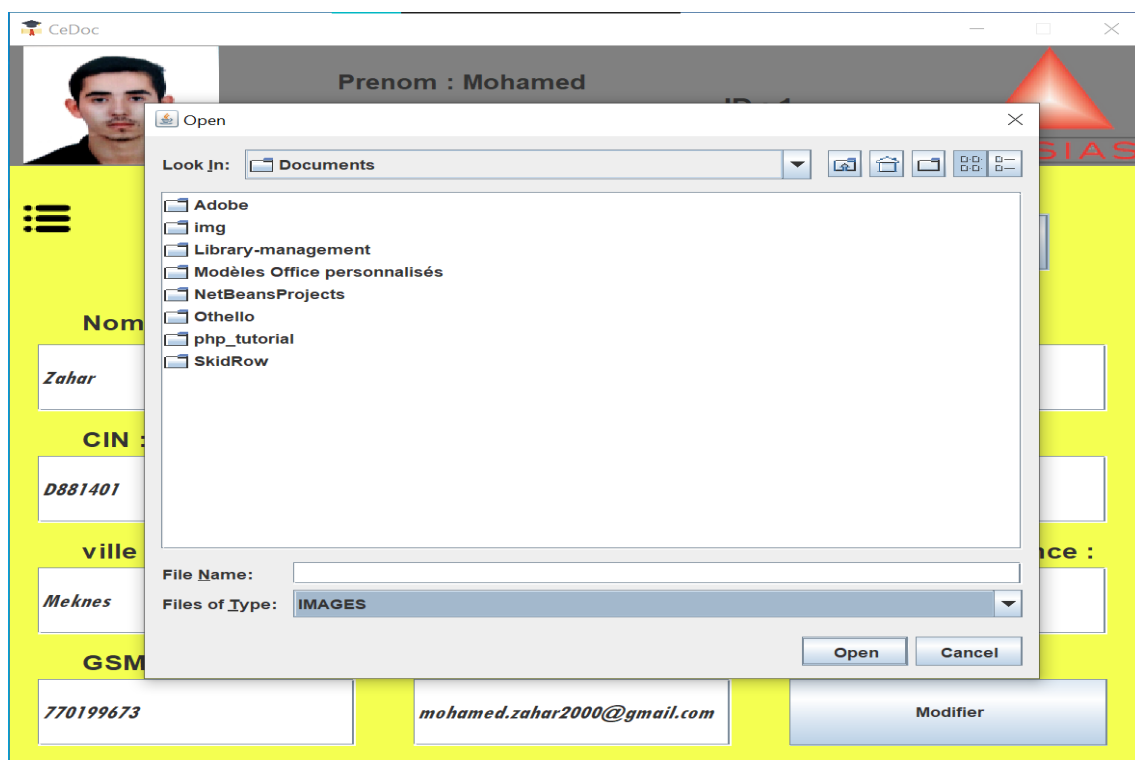 CeDoc
Prenom : Mohamed
SIAS
Open
Look In: Documents
Adobe
img
Library-management
Modèles Office personnalisés
NetBeansProjects
Othello
php_tutorial
SkidRow
File Name:
Files of Type: IMAGES
Open Cancel
Nom
Zahar
CIN :
D881401
ville
Meknes
GSM
770199673
mohamed.zahar2000@gmail.com
Modifier